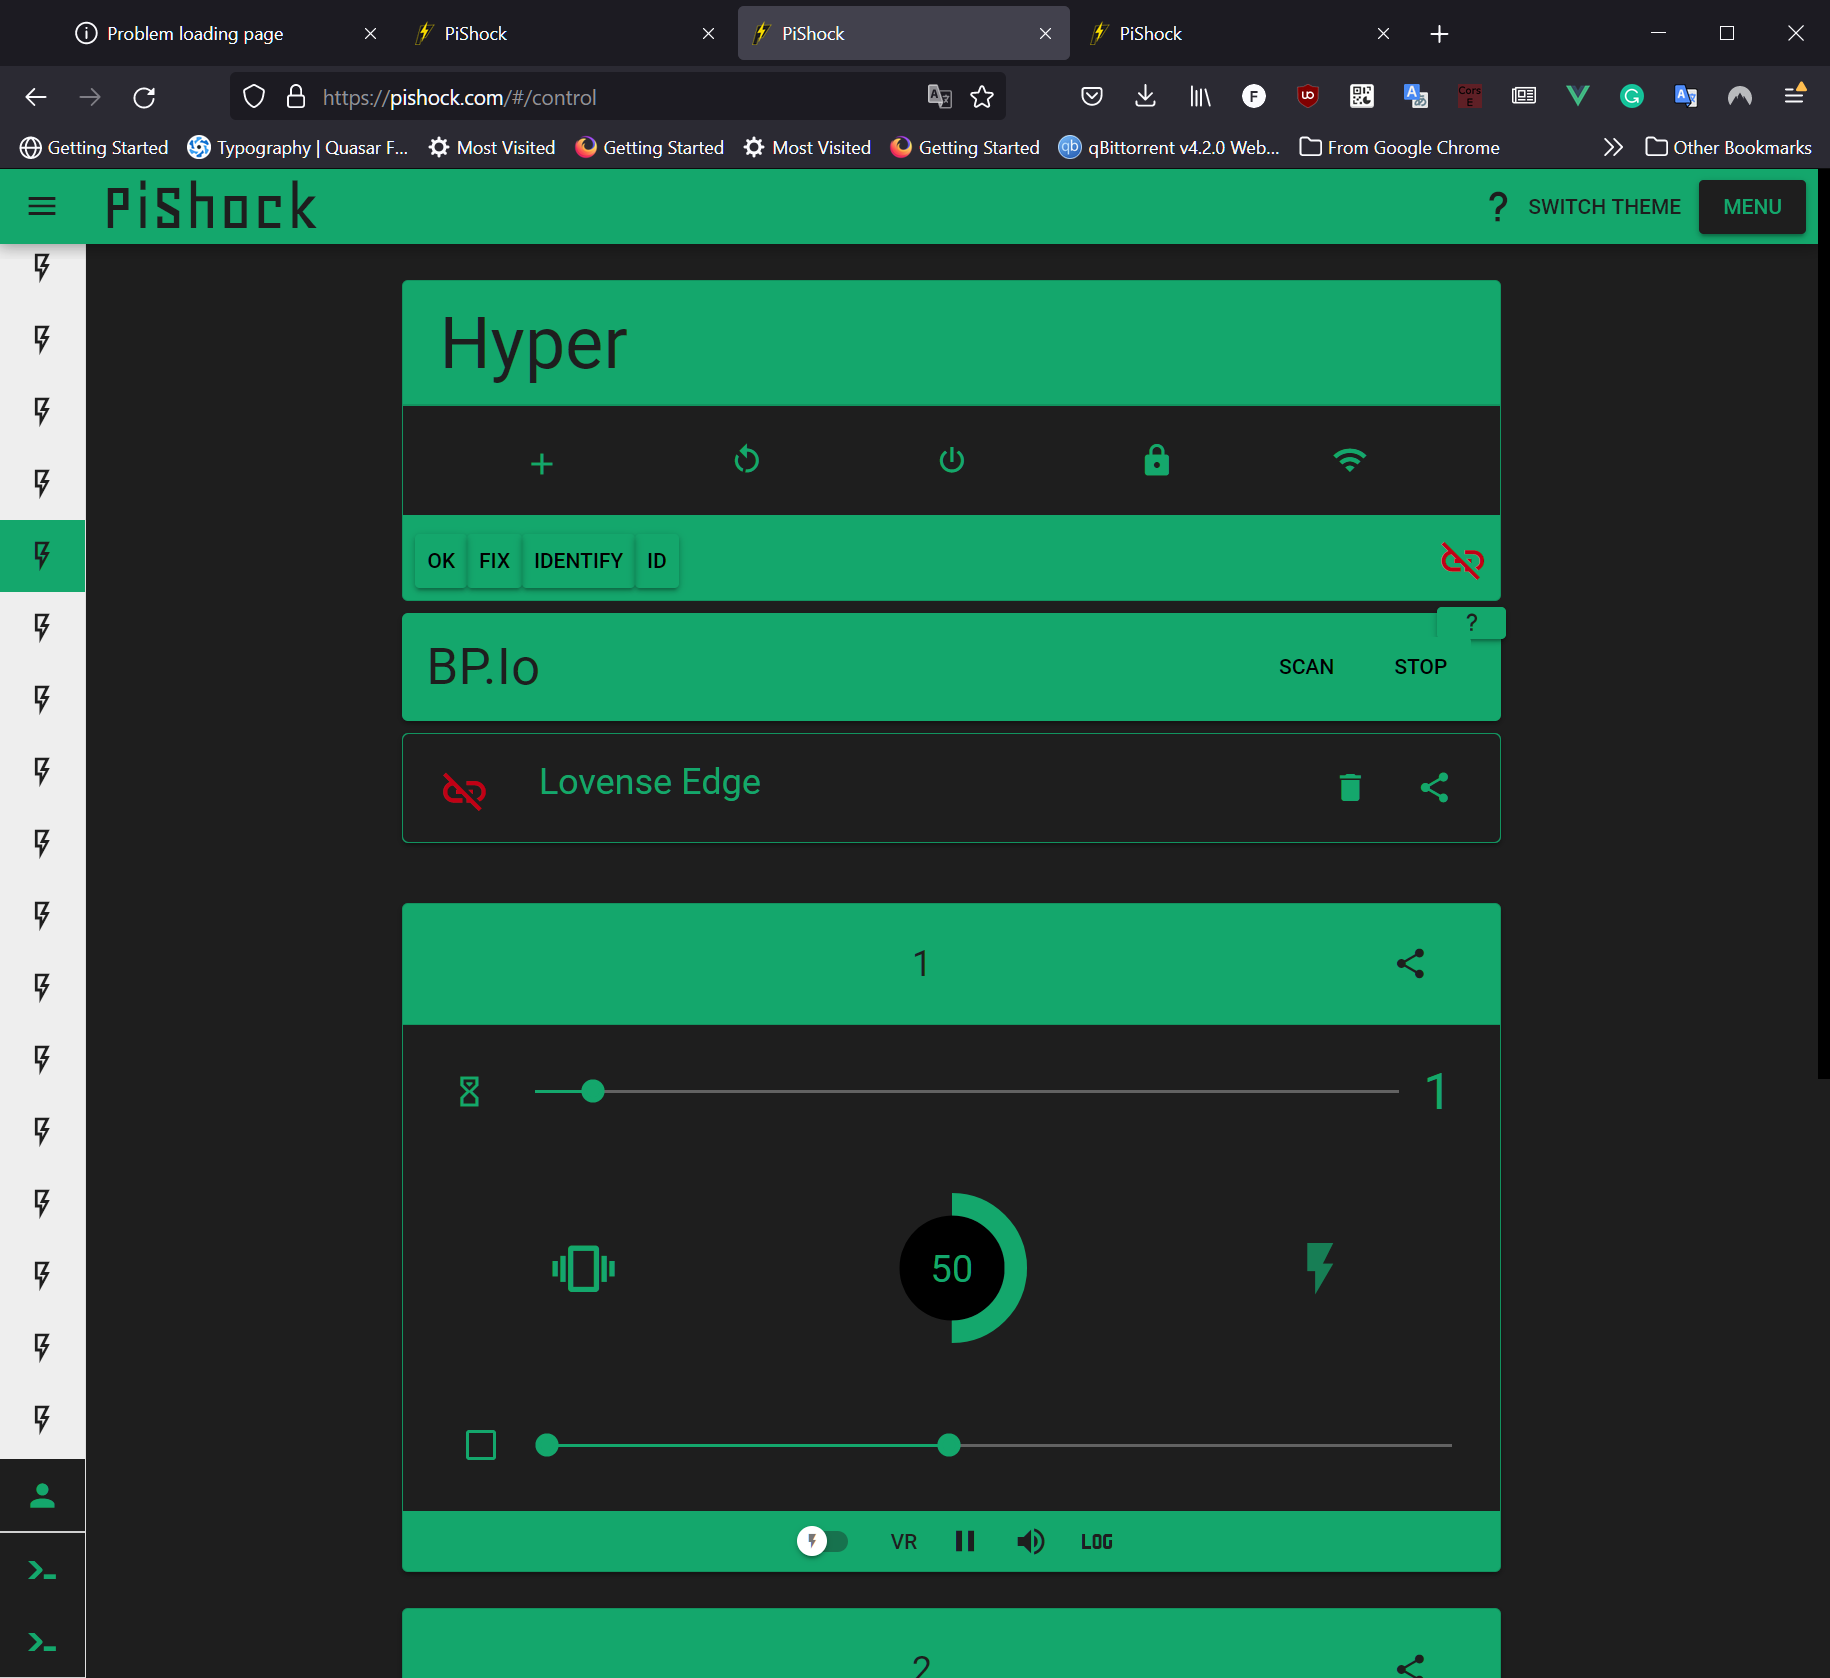 Problem loading page
PiShock
PiShock
PiShock
https://pishock.com/#/control
Getting Started
Typography | Quasar F...
Most Visited
Getting Started
Most Visited
Getting Started
qBittorrent v4.2.0 Web...
From Google Chrome
Other Bookmarks
PiShock
? SWITCH THEME
MENU
Hyper
OK FIX IDENTIFY ID
?
BP.Io
SCAN STOP
Lovense Edge
1
1
50
VR
LOG
2